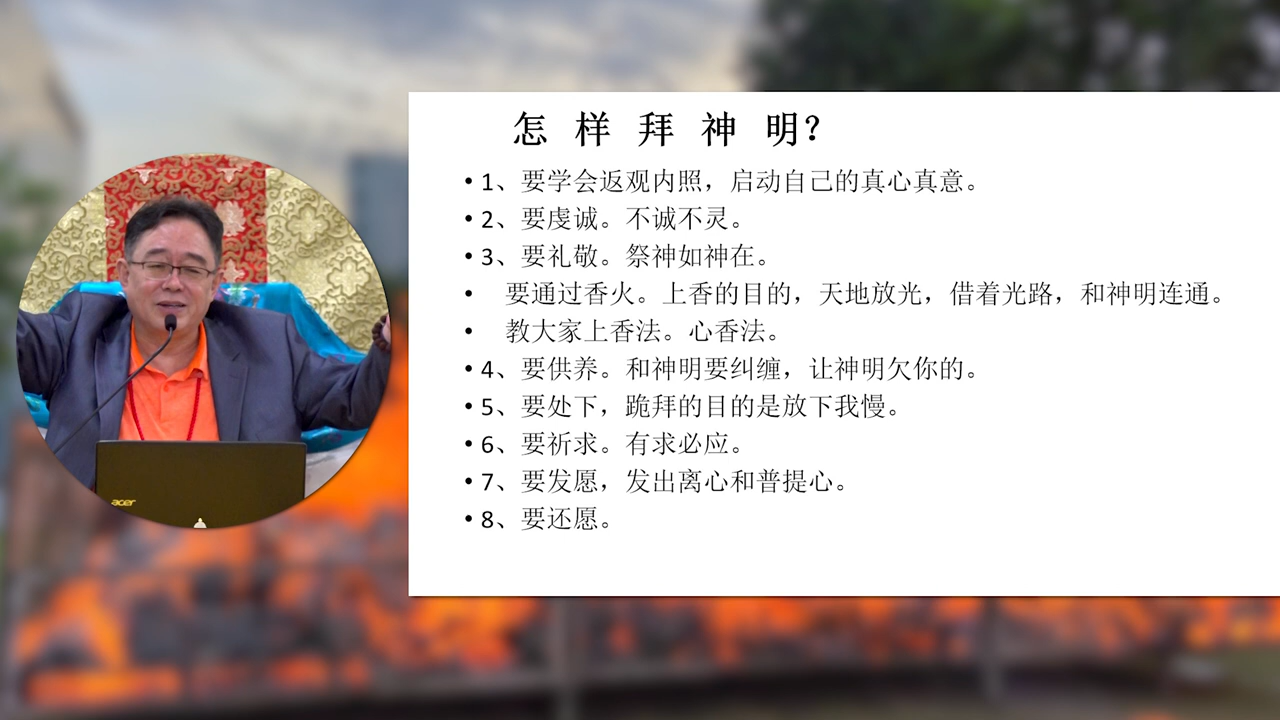 怎样拜神明？
• 1、要学会返观内照，启动自己的真心真意。
• 2、要虔诚。不诚不灵。
• 3、要礼敬。祭神如神在。
• 要通过香火。上香的目的，天地放光，借着光路，和神明连通。
• 教大家上香法。心香法。
• 4、要供养。和神明要纠缠，让神明欠你的。
• 5、要处下，跪拜的目的是放下我慢。
• 6、要祈求。有求必应。
• 7、要发愿，发出离心和普提心。
• 8、要还愿。
acer